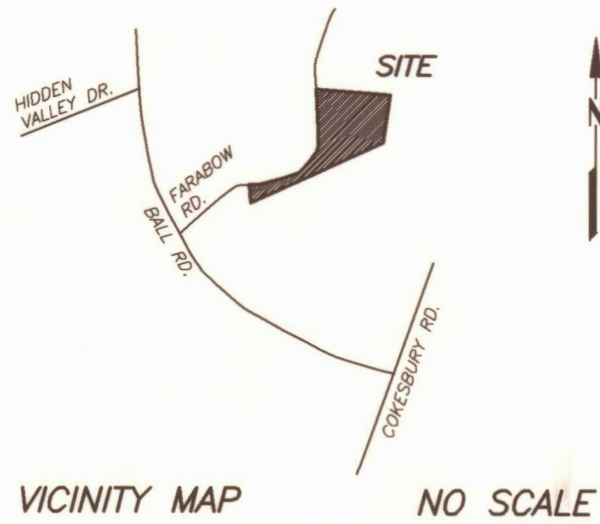 SITE
HIDDEN
VALLEY DR.
N
FARABOW
RD.
BALL RD.
COKESBURY RD.
VICINITY MAP
NO SCALE